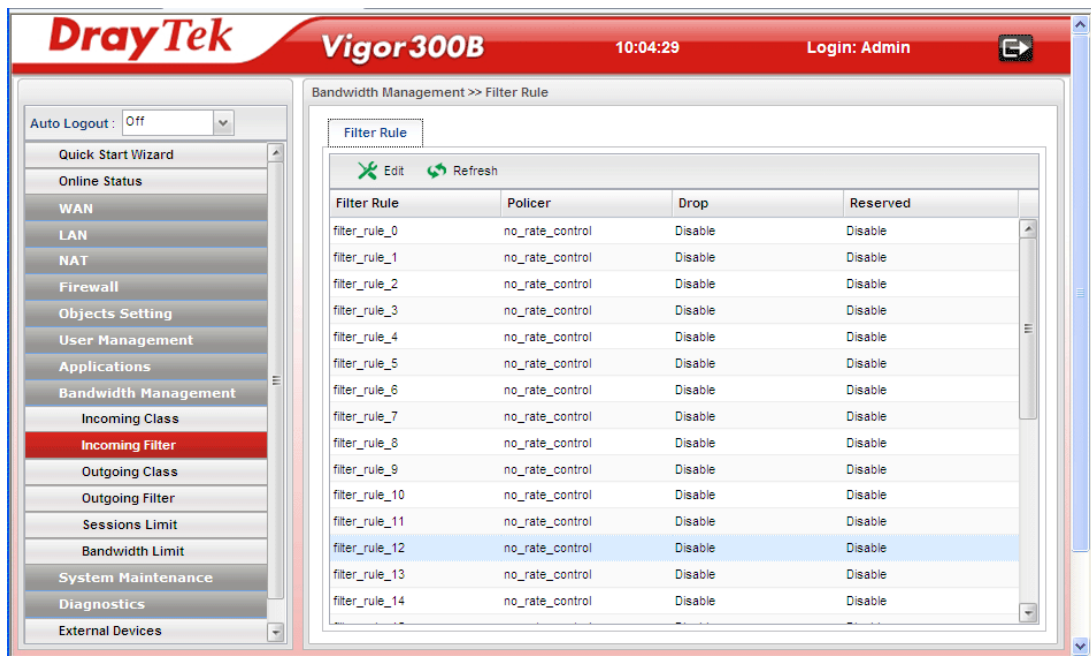 DrayTek
Vigor 300B
10:04:29
Login: Admin
Auto Logout : Off
Quick Start Wizard
Online Status
WAN
LAN
NAT
Firewall
Objects Setting
User Management
Applications
Bandwidth Management
Incoming Class
Incoming Filter
Outgoing Class
Outgoing Filter
Sessions Limit
Bandwidth Limit
System Maintenance
Diagnostics
External Devices
Bandwidth Management >> Filter Rule
Filter Rule
Edit Refresh
Filter Rule Policer Drop Reserved
filter_rule_0 no_rate_control Disable Disable
filter_rule_1 no_rate_control Disable Disable
filter_rule_2 no_rate_control Disable Disable
filter_rule_3 no_rate_control Disable Disable
filter_rule_4 no_rate_control Disable Disable
filter_rule_5 no_rate_control Disable Disable
filter_rule_6 no_rate_control Disable Disable
filter_rule_7 no_rate_control Disable Disable
filter_rule_8 no_rate_control Disable Disable
filter_rule_9 no_rate_control Disable Disable
filter_rule_10 no_rate_control Disable Disable
filter_rule_11 no_rate_control Disable Disable
filter_rule_12 no_rate_control Disable Disable
filter_rule_13 no_rate_control Disable Disable
filter_rule_14 no_rate_control Disable Disable